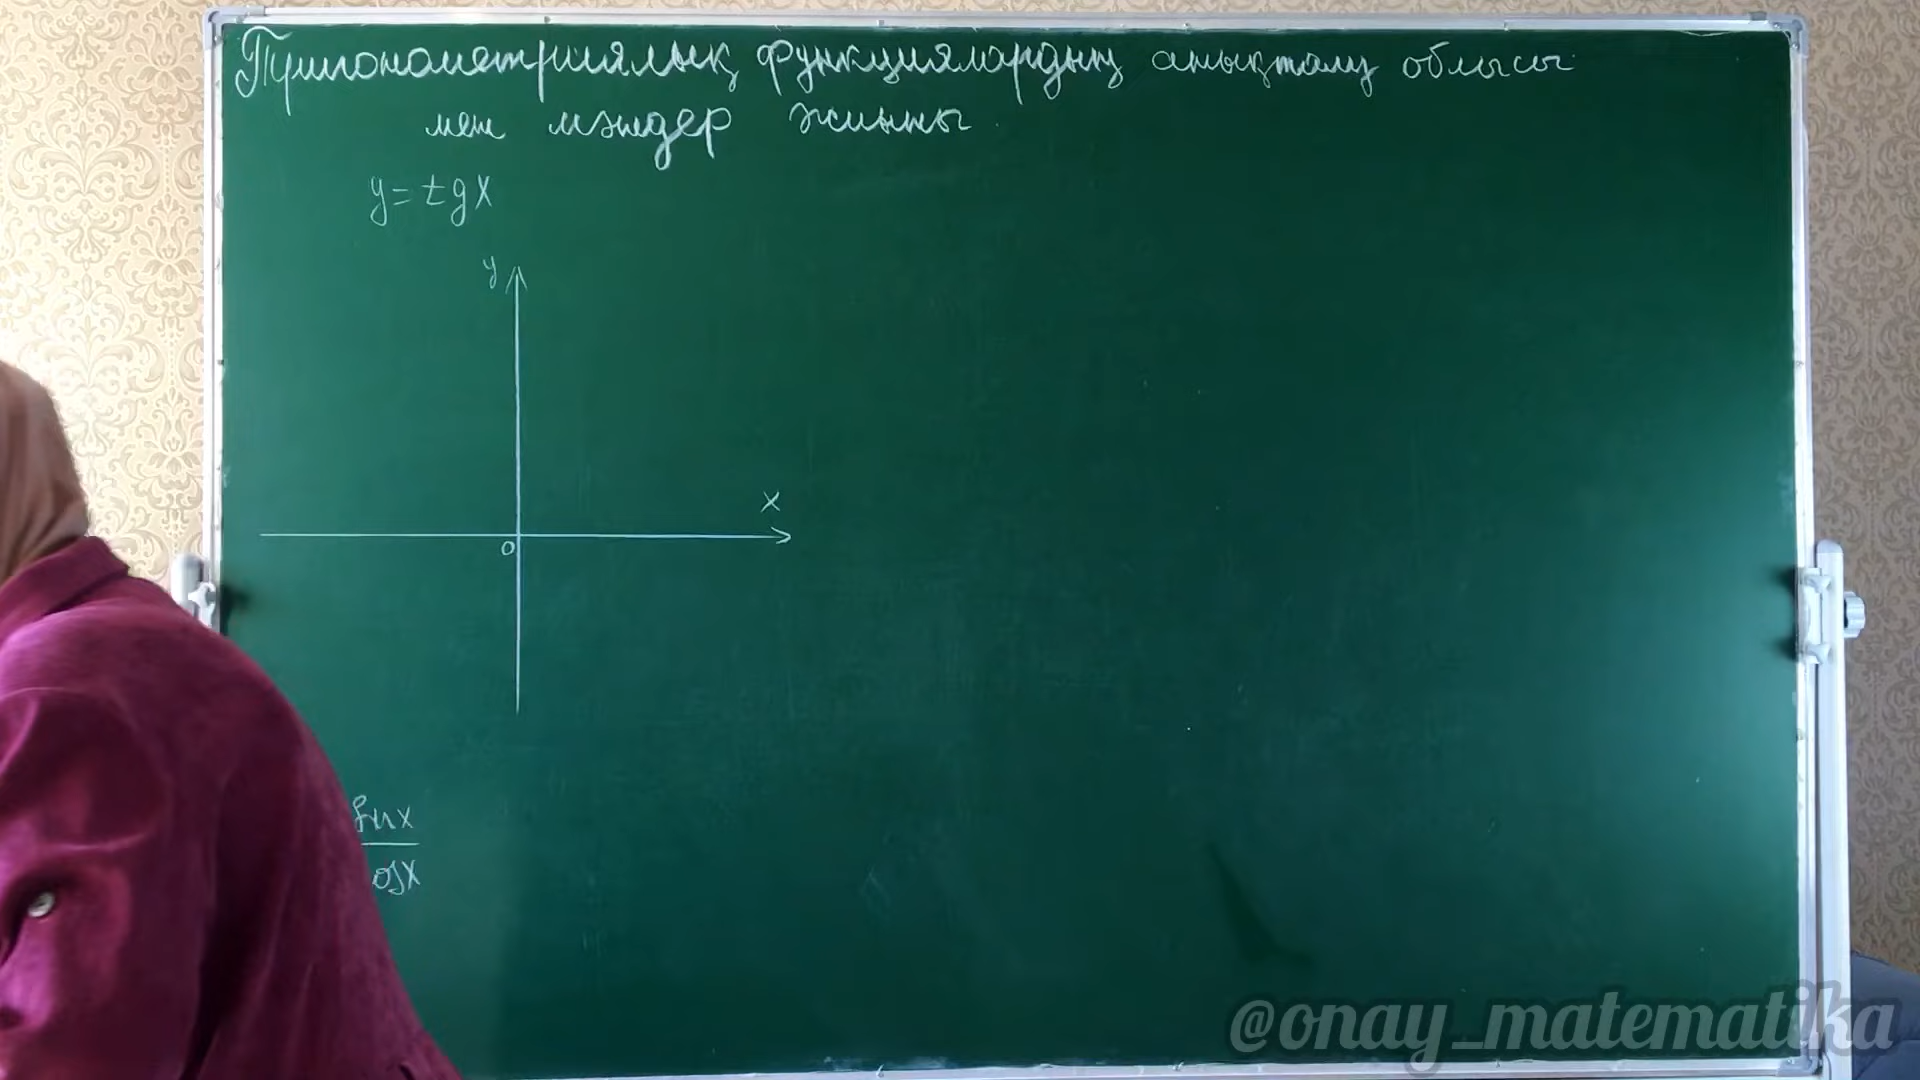 Тригонометриялық функциялардың анықталу облысы
мен мәндер жиыны.
y = tg x
y
x
0
sin x
cos x
@onay_matematika